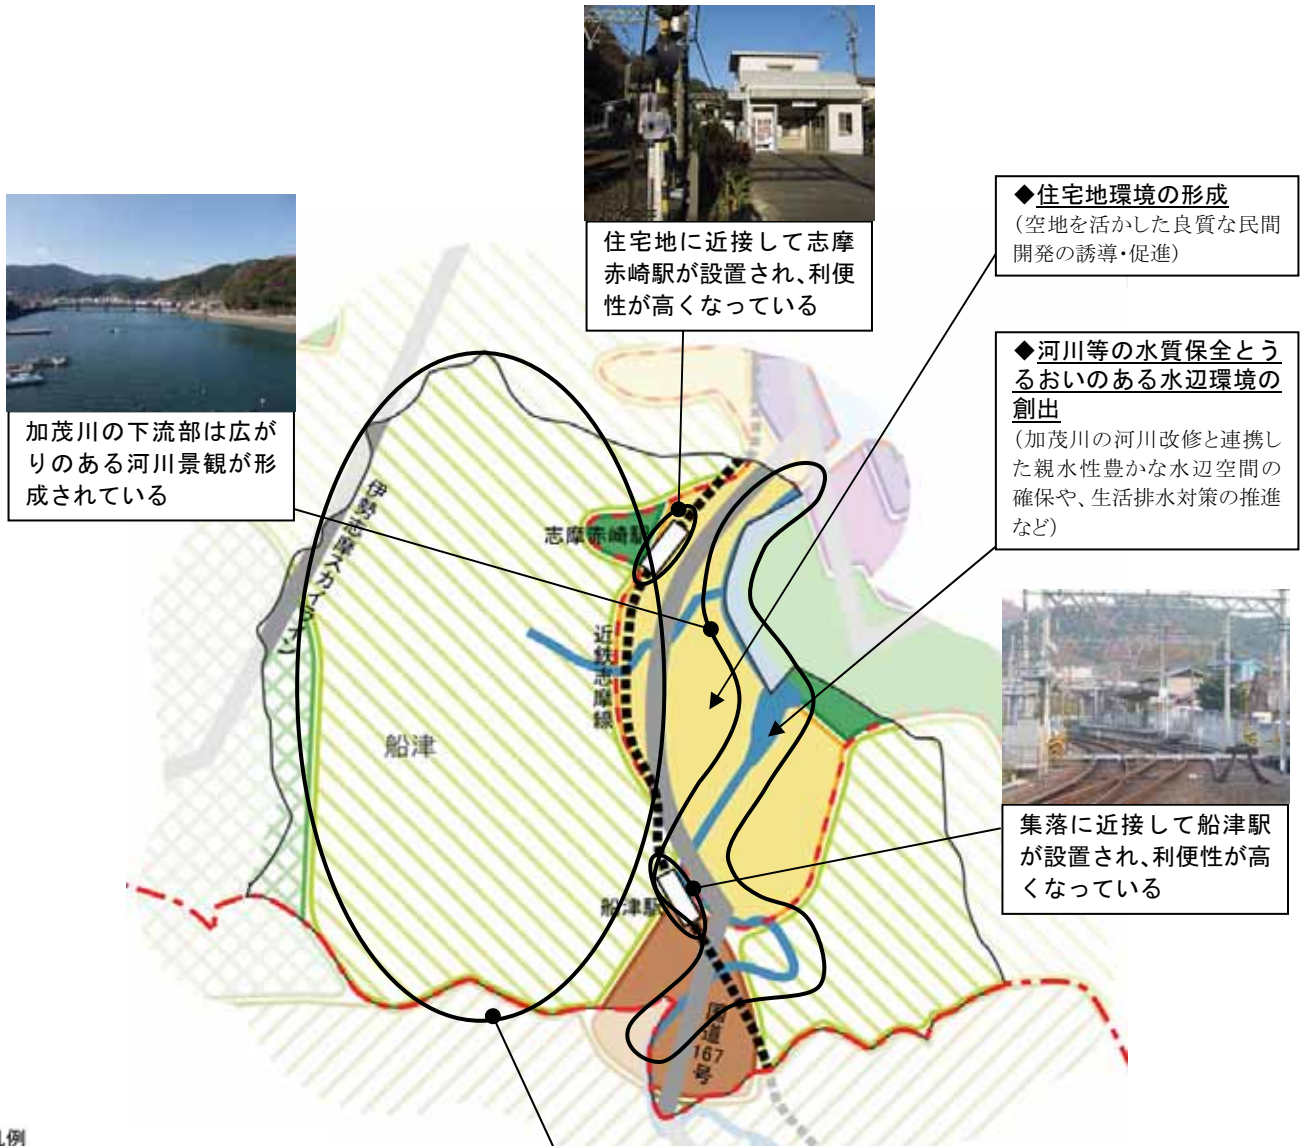 住宅地に近接して志摩
赤崎駅が設置され、利便
性が高くなっている
◆住宅地環境の形成
（空地を活かした良質な民間
開発の誘導・促進）
◆河川等の水質保全とう
るおいのある水辺環境の
創出
（加茂川の河川改修と連携し
た親水性豊かな水辺空間の
確保や、生活排水対策の推進
など）
加茂川の下流部は広が
りのある河川景観が形
成されている
伊勢志摩スカイライン
志摩赤崎駅
近鉄志摩線
船津
集落に近接して船津駅
が設置され、利便性が高
くなっている
船津駅
国道167号
凡例